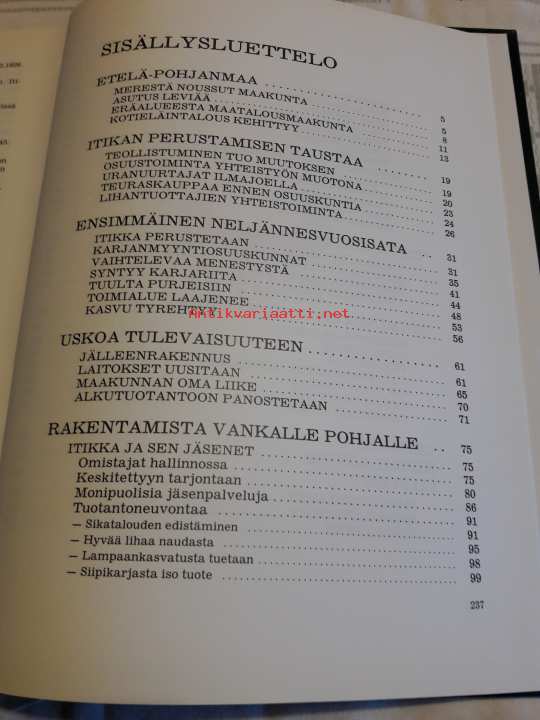 SISÄLLYSLUETTELO
ETELÄ-POHJANMAA 5
MERESTÄ NOUSSUT MAAKUNTA 5
ASUTUS LEVIÄÄ 8
ERÄALUEESTA MAATALOUSMAAKUNTA 11
KOTIELÄINTALOUS KEHITTYY 13
ITIKAN PERUSTAMISEN TAUSTAA 19
TEOLLISTUMINEN TUO MUUTOKSEN 19
OSUUSTOIMINTA YHTEISTYÖN MUOTONA 20
URANUURTAJAT ILMAJOELLA 23
TEURASKAUPPAA ENNEN OSUUSKUNTIA 24
LIHANTUOTTAJIEN YHTEISTOIMINTA 26
ENSIMMÄINEN NELJÄNNESVUOSISATA 31
ITIKKA PERUSTETAAN 31
KARJANMYYNTIOSUUSKUNNAT 35
VAIHTELEVAA MENESTYSTÄ 41
SYNTYY KARJARIITA 44
TUULTA PURJEISIIN 48
TOIMIALUE LAAJENEE 53
KASVU TYREHTYY 56
Antikvariaatti.net
USKOA TULEVAISUUTEEN 61
JÄLLEENRAKENNUS 61
LAITOKSET UUSITAAN 65
MAAKUNNAN OMA LIIKE 70
ALKUTUOTANTOON PANOSTETAAN 71
RAKENTAMISTA VANKALLE POHJALLE 75
ITIKKA JA SEN JÄSENET 75
Omistajat hallinnossa 75
Keskitettyyn tarjontaan 80
Monipuolisia jäsenpalveluja 86
Tuotantoneuvontaa 91
— Sikatalouden edistäminen 91
— Hyvää lihaa naudasta 95
— Lampaankasvatusta tuetaan 98
— Siipikarjasta iso tuote 99
237